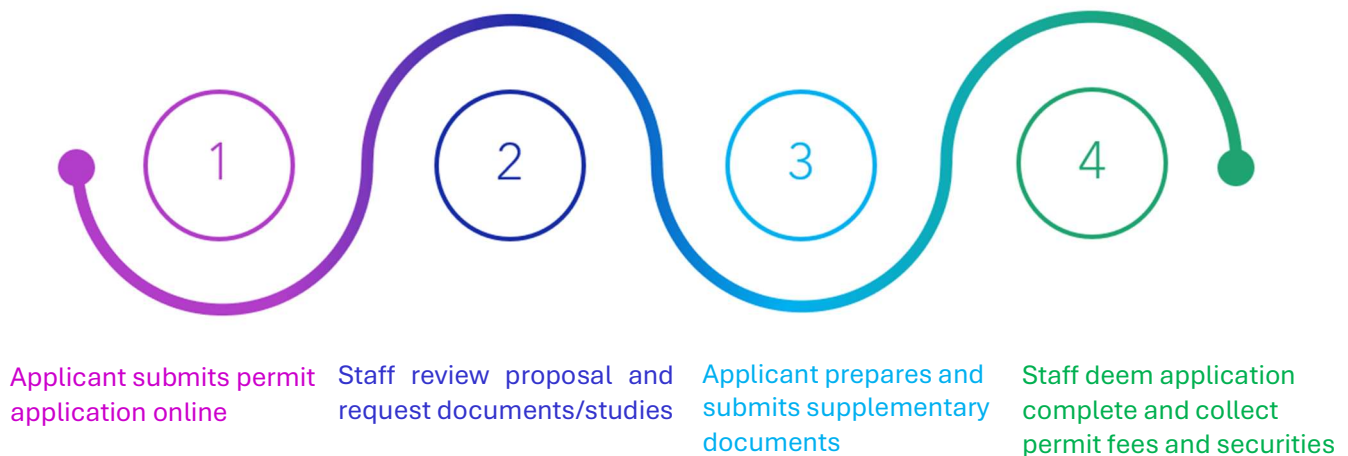 1
2
3
4
Applicant submits permit
application online
Staff review proposal and
request documents/studies
Applicant prepares and
submits supplementary
documents
Staff deem application
complete and collect
permit fees and securities